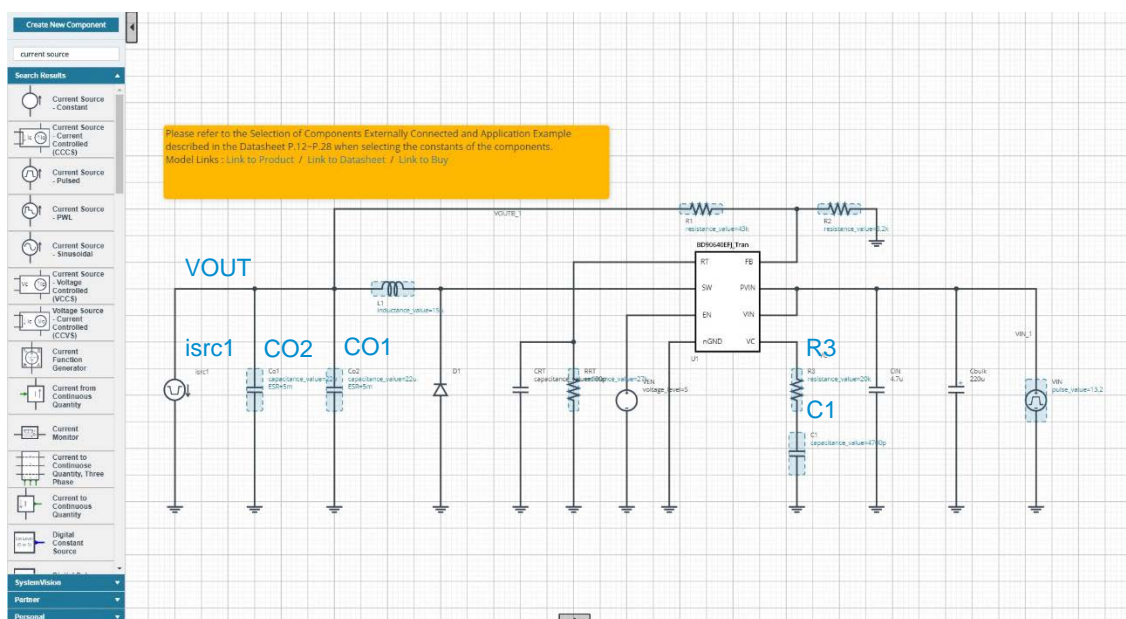 Create New Component
current source
Search Results
Current Source
- Constant
Current Source
- Current
Controlled
(CCCS)
Current Source
- Pulsed
Current Source
- PWL
Current Source
- Sinusoidal
Current Source
- Voltage
Controlled
(VCCS)
Voltage Source
- Current
Controlled
(CCVS)
Current
Function
Generator
Current from
Continuous
Quantity
Current
Monitor
Current to
Continuouse
Quantity, Three
Phase
Current to
Continuous
Quantity
Digital
Constant
Source
SystemVision
Partner
Personal
Please refer to the Selection of Components Externally Connected and Application Example
described in the Datasheet P.12~P.28 when selecting the constants of the components.
Model Links : Link to Product / Link to Datasheet / Link to Buy
VOUTB_1
R1
resistance_value=43k
R2
BD90640EFJ_Tran
RT FB
SW PVIN
EN VIN
nGND VC
U1
VOUT
L1
VIN_1
isrc1 CO2 CO1 R3
isrc1
Co1
capacitance_value=22u
ESR=5m
Co2
capacitance_value=22u
ESR=5m
D1
CRT
RRT
VEN
voltage_level=5
R3
resistance_value=20k
CIN
4.7u
Cbulk
220u
VIN
pulse_value=13.2
C1
C1
capacitance_value=4700p